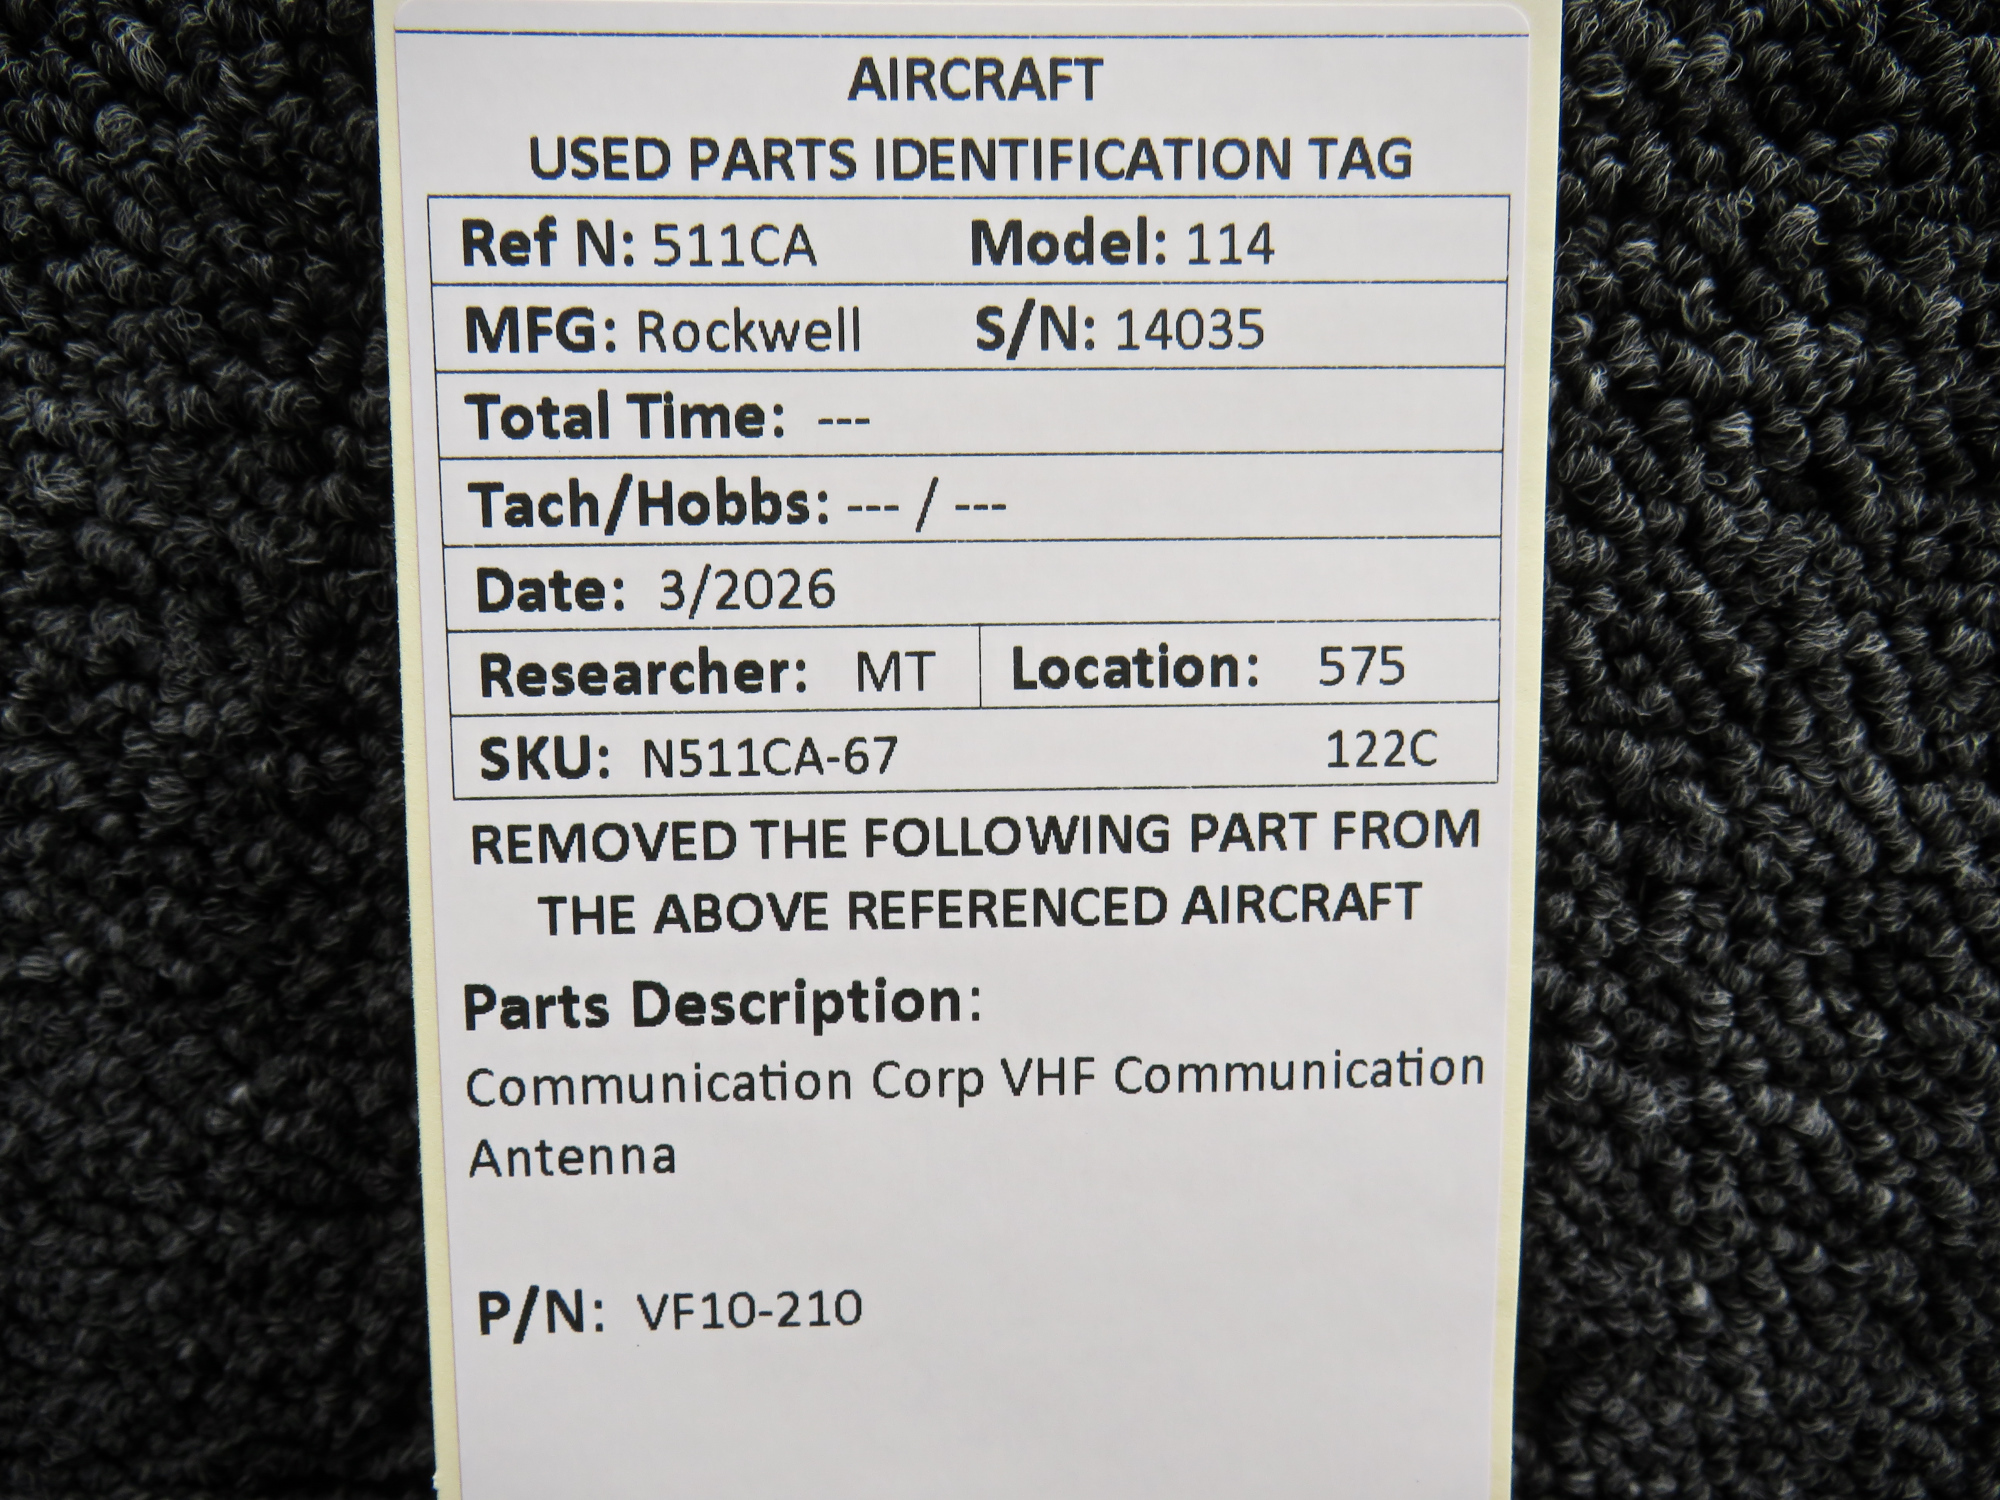 AIRCRAFT
USED PARTS IDENTIFICATION TAG
Ref N: 511CA Model: 114
MFG: Rockwell S/N: 14035
Total Time: ---
Tach/Hobbs: --- / ---
Date: 3/2026
Researcher: MT Location: 575
SKU: N511CA-67 122C
REMOVED THE FOLLOWING PART FROM
THE ABOVE REFERENCED AIRCRAFT
Parts Description:
Communication Corp VHF Communication
Antenna
P/N: VF10-210